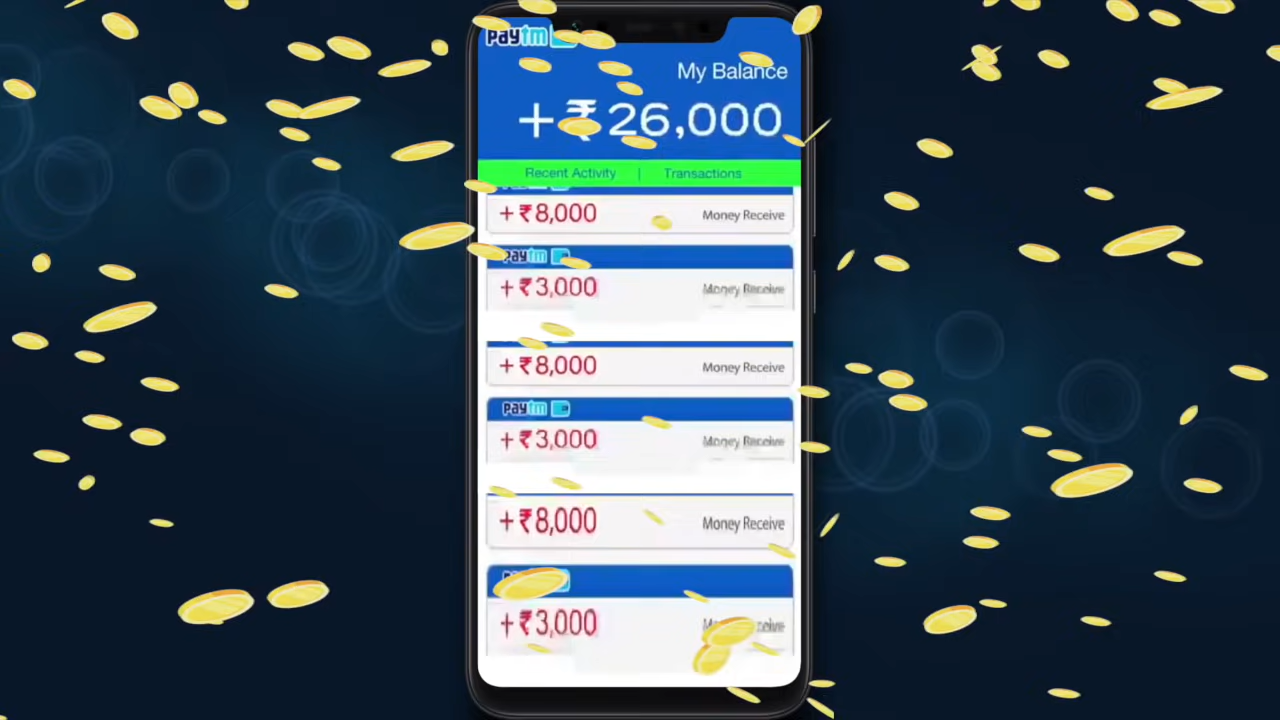 paytm
My Balance
+ ₹ 26,000
Recent Activity | Transactions
+ ₹8,000 Money Receive
paytm
+ ₹3,000 Money Receive
+ ₹8,000 Money Receive
paytm
+ ₹3,000 Money Receive
+ ₹8,000 Money Receive
+ ₹3,000